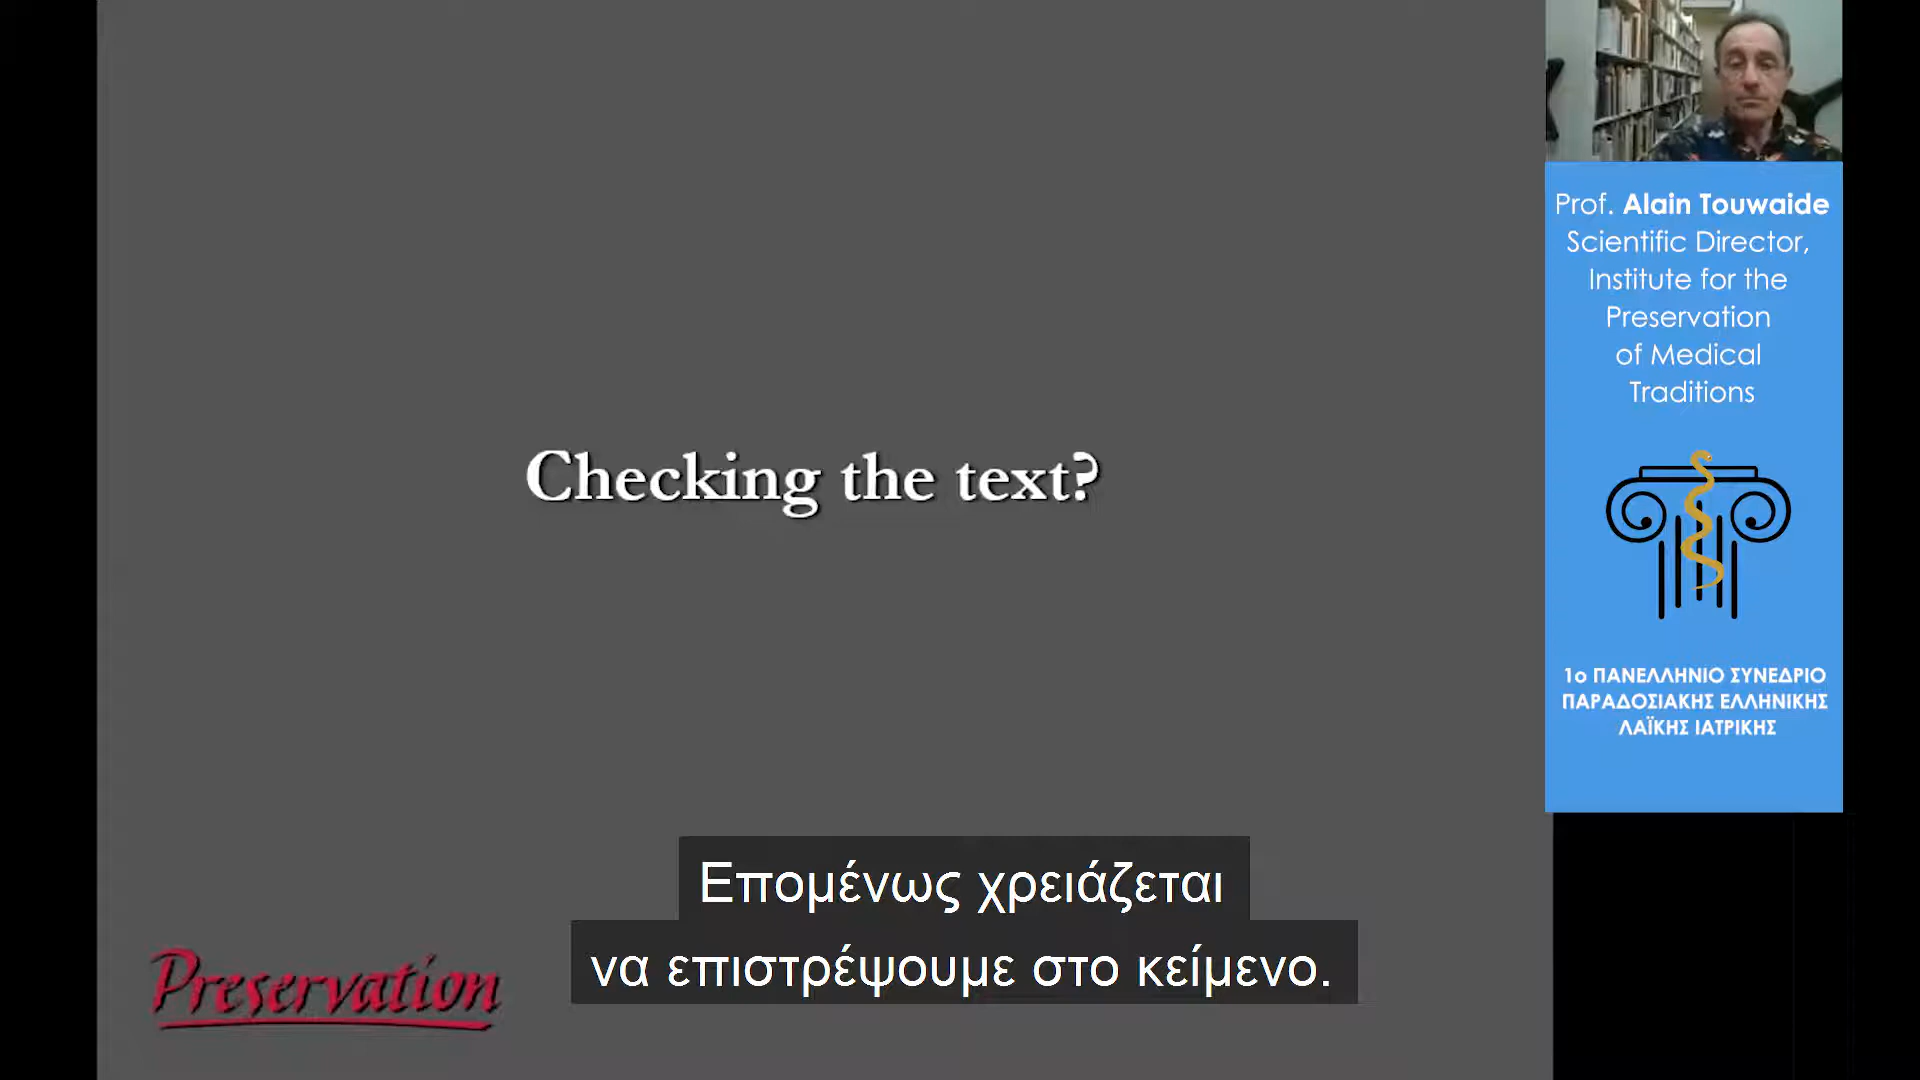 Checking the text?
Prof. Alain Touwaide
Scientific Director,
Institute for the
Preservation
of Medical
Traditions
1ο ΠΑΝΕΛΛΗΝΙΟ ΣΥΝΕΔΡΙΟ
ΠΑΡΑΔΟΣΙΑΚΗΣ ΕΛΛΗΝΙΚΗΣ
ΛΑΪΚΗΣ ΙΑΤΡΙΚΗΣ
Επομένως χρειάζεται
να επιστρέψουμε στο κείμενο.
Preservation